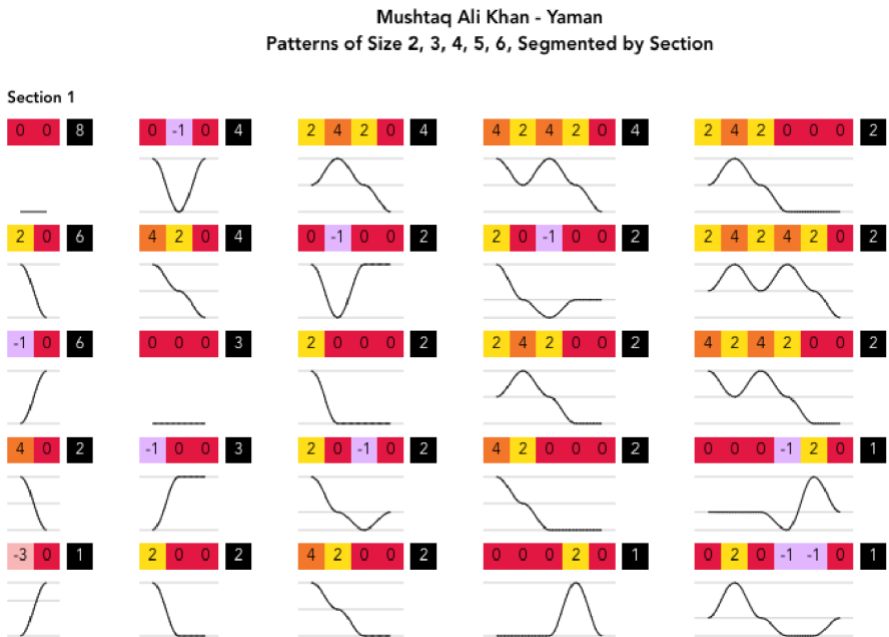 Mushtaq Ali Khan - Yaman
Patterns of Size 2, 3, 4, 5, 6, Segmented by Section
Section 1
0 0 8 0 -1 0 4 2 4 2 0 4 4 2 4 2 0 4 2 4 2 0 0 0 2
2 0 6 4 2 0 4 0 -1 0 0 2 2 0 -1 0 0 2 2 4 2 4 2 0 2
-1 0 6 0 0 0 3 2 0 0 0 2 2 4 2 0 0 2 4 2 4 2 0 0 2
4 0 2 -1 0 0 3 2 0 -1 0 2 4 2 0 0 0 2 0 0 0 -1 2 0 1
-3 0 1 2 0 0 2 4 2 0 0 2 0 0 0 2 0 1 0 2 0 -1 -1 0 1